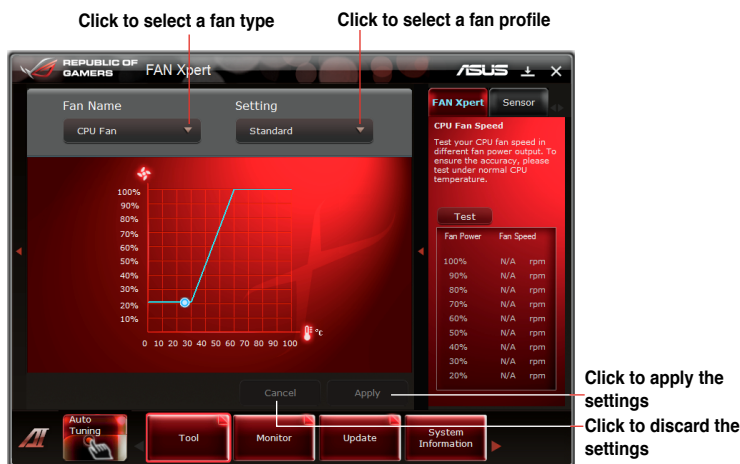 Click to select a fan type
Click to select a fan profile
REPUBLIC OF
GAMERS
FAN Xpert
ASUS
Fan Name
Setting
CPU Fan
Standard
FAN Xpert
Sensor
CPU Fan Speed
Test your CPU fan speed in
different fan power output. To
ensure the accuracy, please
test under normal CPU
temperature.
Test
Fan Power Fan Speed
100% N/A rpm
90% N/A rpm
80% N/A rpm
70% N/A rpm
60% N/A rpm
50% N/A rpm
40% N/A rpm
30% N/A rpm
20% N/A rpm
100%
90%
80%
70%
60%
50%
40%
30%
20%
10%
0 10 20 30 40 50 60 70 80 90 100
°c
Cancel
Apply
Click to apply the
settings
Click to discard the
settings
AI
Auto
Tuning
Tool
Monitor
Update
System
Information